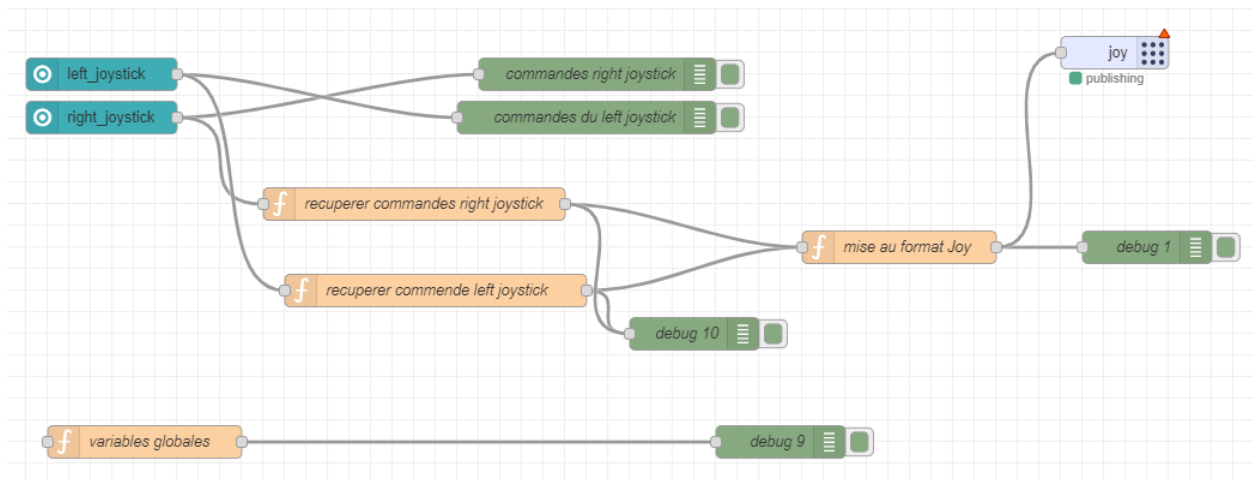 joy
left_joystick
commandes right joystick
publishing
right_joystick
commandes du left joystick
recuperer commandes right joystick
mise au format Joy
debug 1
recuperer commende left joystick
debug 10
variables globales
debug 9